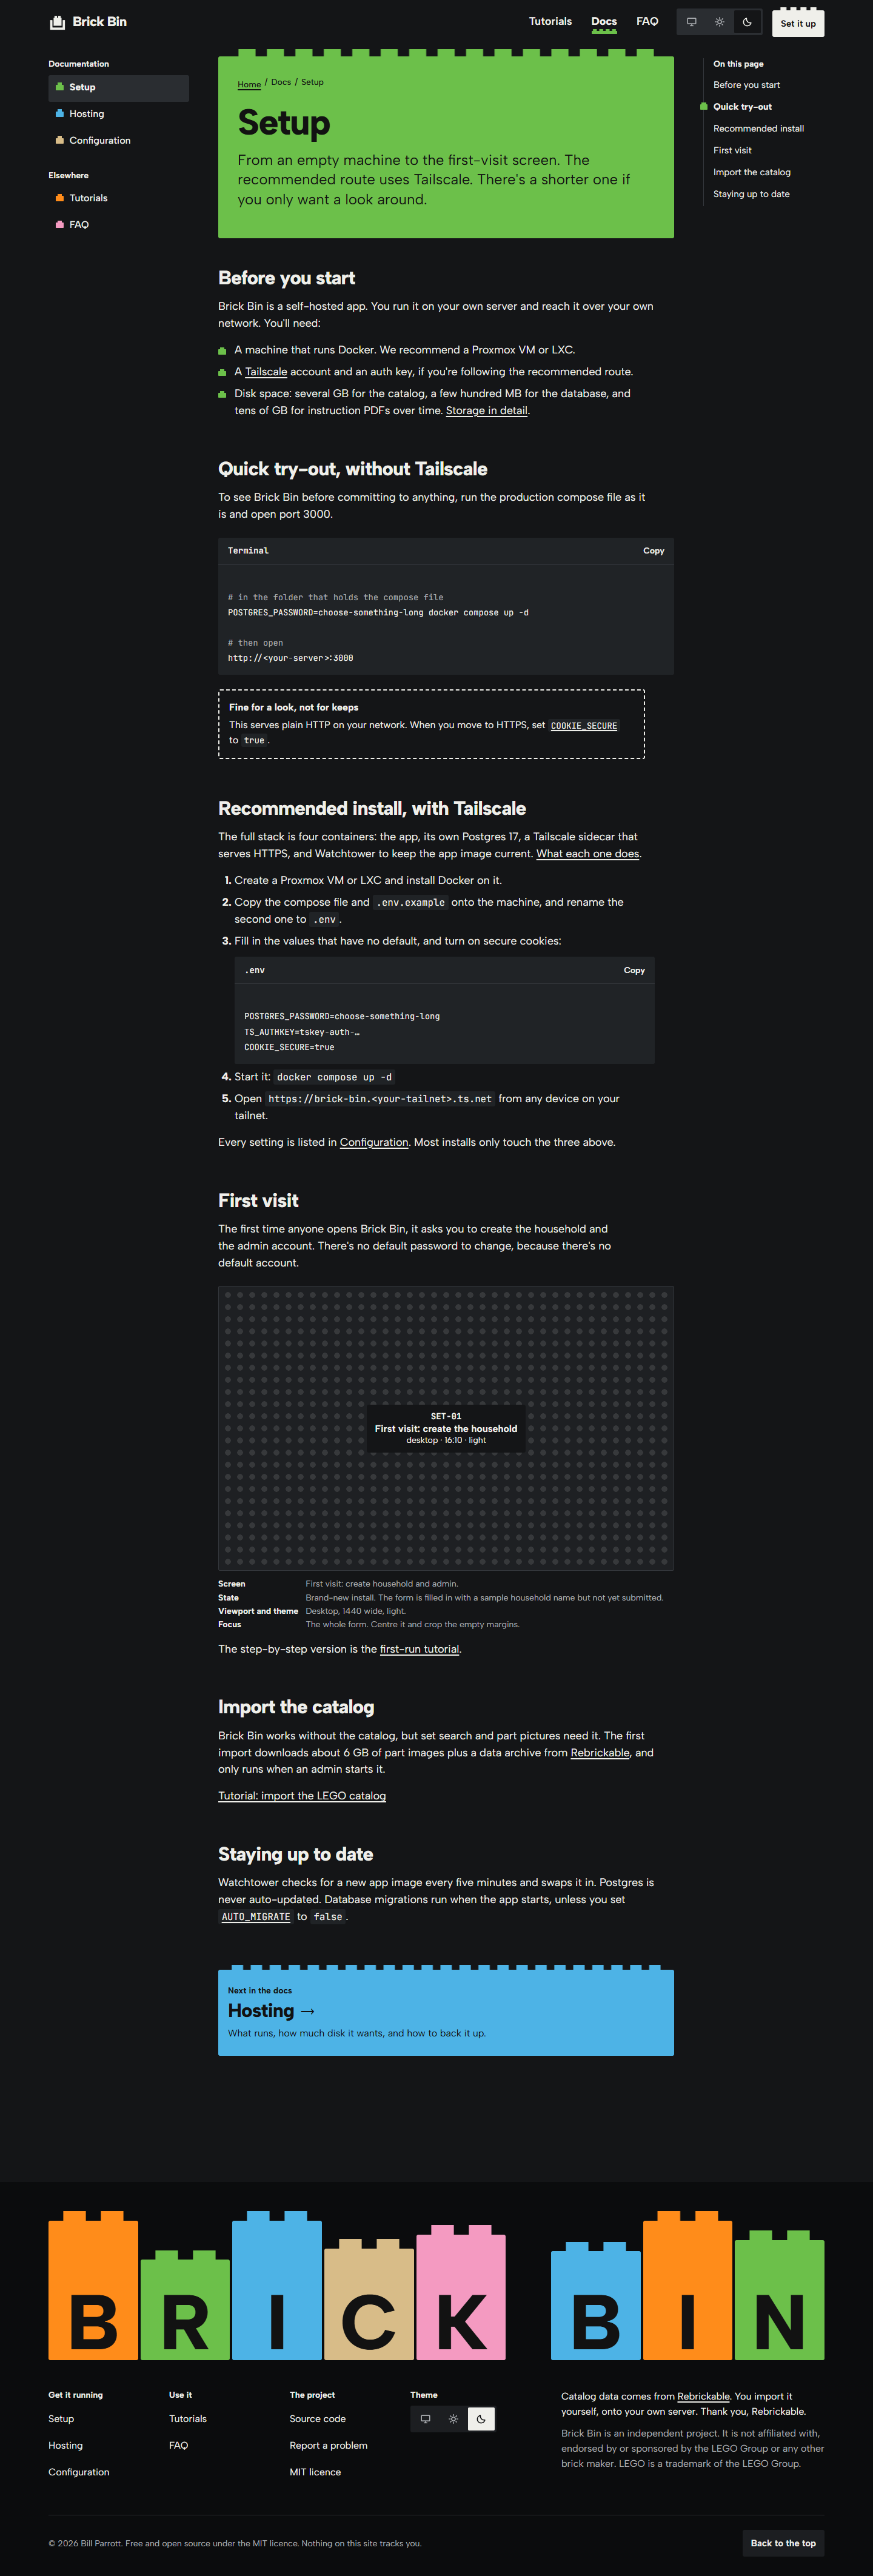 Brick Bin
Tutorials
Docs
FAQ
Set it up
Documentation
Setup
Hosting
Configuration
Elsewhere
Tutorials
FAQ
Home / Docs / Setup
Setup
From an empty machine to the first-visit screen. The
recommended route uses Tailscale. There's a shorter one if
you only want a look around.
On this page
Before you start
Quick try-out
Recommended install
First visit
Import the catalog
Staying up to date
Before you start
Brick Bin is a self-hosted app. You run it on your own server and reach it over your own
network. You'll need:
A machine that runs Docker. We recommend a Proxmox VM or LXC.
A Tailscale account and an auth key, if you're following the recommended route.
Disk space: several GB for the catalog, a few hundred MB for the database, and
tens of GB for instruction PDFs over time. Storage in detail.
Quick try-out, without Tailscale
To see Brick Bin before committing to anything, run the production compose file as it
is and open port 3000.
Terminal
Copy
# in the folder that holds the compose file
POSTGRES_PASSWORD=choose-something-long docker compose up -d
# then open
http://<your-server>:3000
Fine for a look, not for keeps
This serves plain HTTP on your network. When you move to HTTPS, set COOKIE_SECURE
to true.
Recommended install, with Tailscale
The full stack is four containers: the app, its own Postgres 17, a Tailscale sidecar that
serves HTTPS, and Watchtower to keep the app image current. What each one does.
1. Create a Proxmox VM or LXC and install Docker on it.
2. Copy the compose file and .env.example onto the machine, and rename the
second one to .env.
3. Fill in the values that have no default, and turn on secure cookies:
.env
Copy
POSTGRES_PASSWORD=choose-something-long
TS_AUTHKEY=tskey-auth-…
COOKIE_SECURE=true
4. Start it: docker compose up -d
5. Open https://brick-bin.<your-tailnet>.ts.net from any device on your
tailnet.
Every setting is listed in Configuration. Most installs only touch the three above.
First visit
The first time anyone opens Brick Bin, it asks you to create the household and
the admin account. There's no default password to change, because there's no
default account.
SET-01
First visit: create the household
desktop · 16:10 · light
Screen First visit: create household and admin.
State Brand-new install. The form is filled in with a sample household name but not yet submitted.
Viewport and theme Desktop, 1440 wide, light.
Focus The whole form. Centre it and crop the empty margins.
The step-by-step version is the first-run tutorial.
Import the catalog
Brick Bin works without the catalog, but set search and part pictures need it. The first
import downloads about 6 GB of part images plus a data archive from Rebrickable, and
only runs when an admin starts it.
Tutorial: import the LEGO catalog
Staying up to date
Watchtower checks for a new app image every five minutes and swaps it in. Postgres is
never auto-updated. Database migrations run when the app starts, unless you set
AUTO_MIGRATE to false.
Next in the docs
Hosting →
What runs, how much disk it wants, and how to back it up.
BRICK BIN
Get it running
Setup
Hosting
Configuration
Use it
Tutorials
FAQ
The project
Source code
Report a problem
MIT licence
Theme
Catalog data comes from Rebrickable. You import it
yourself, onto your own server. Thank you, Rebrickable.
Brick Bin is an independent project. It is not affiliated with,
endorsed by or sponsored by the LEGO Group or any other
brick maker. LEGO is a trademark of the LEGO Group.
© 2026 Bill Parrott. Free and open source under the MIT licence. Nothing on this site tracks you.
Back to the top